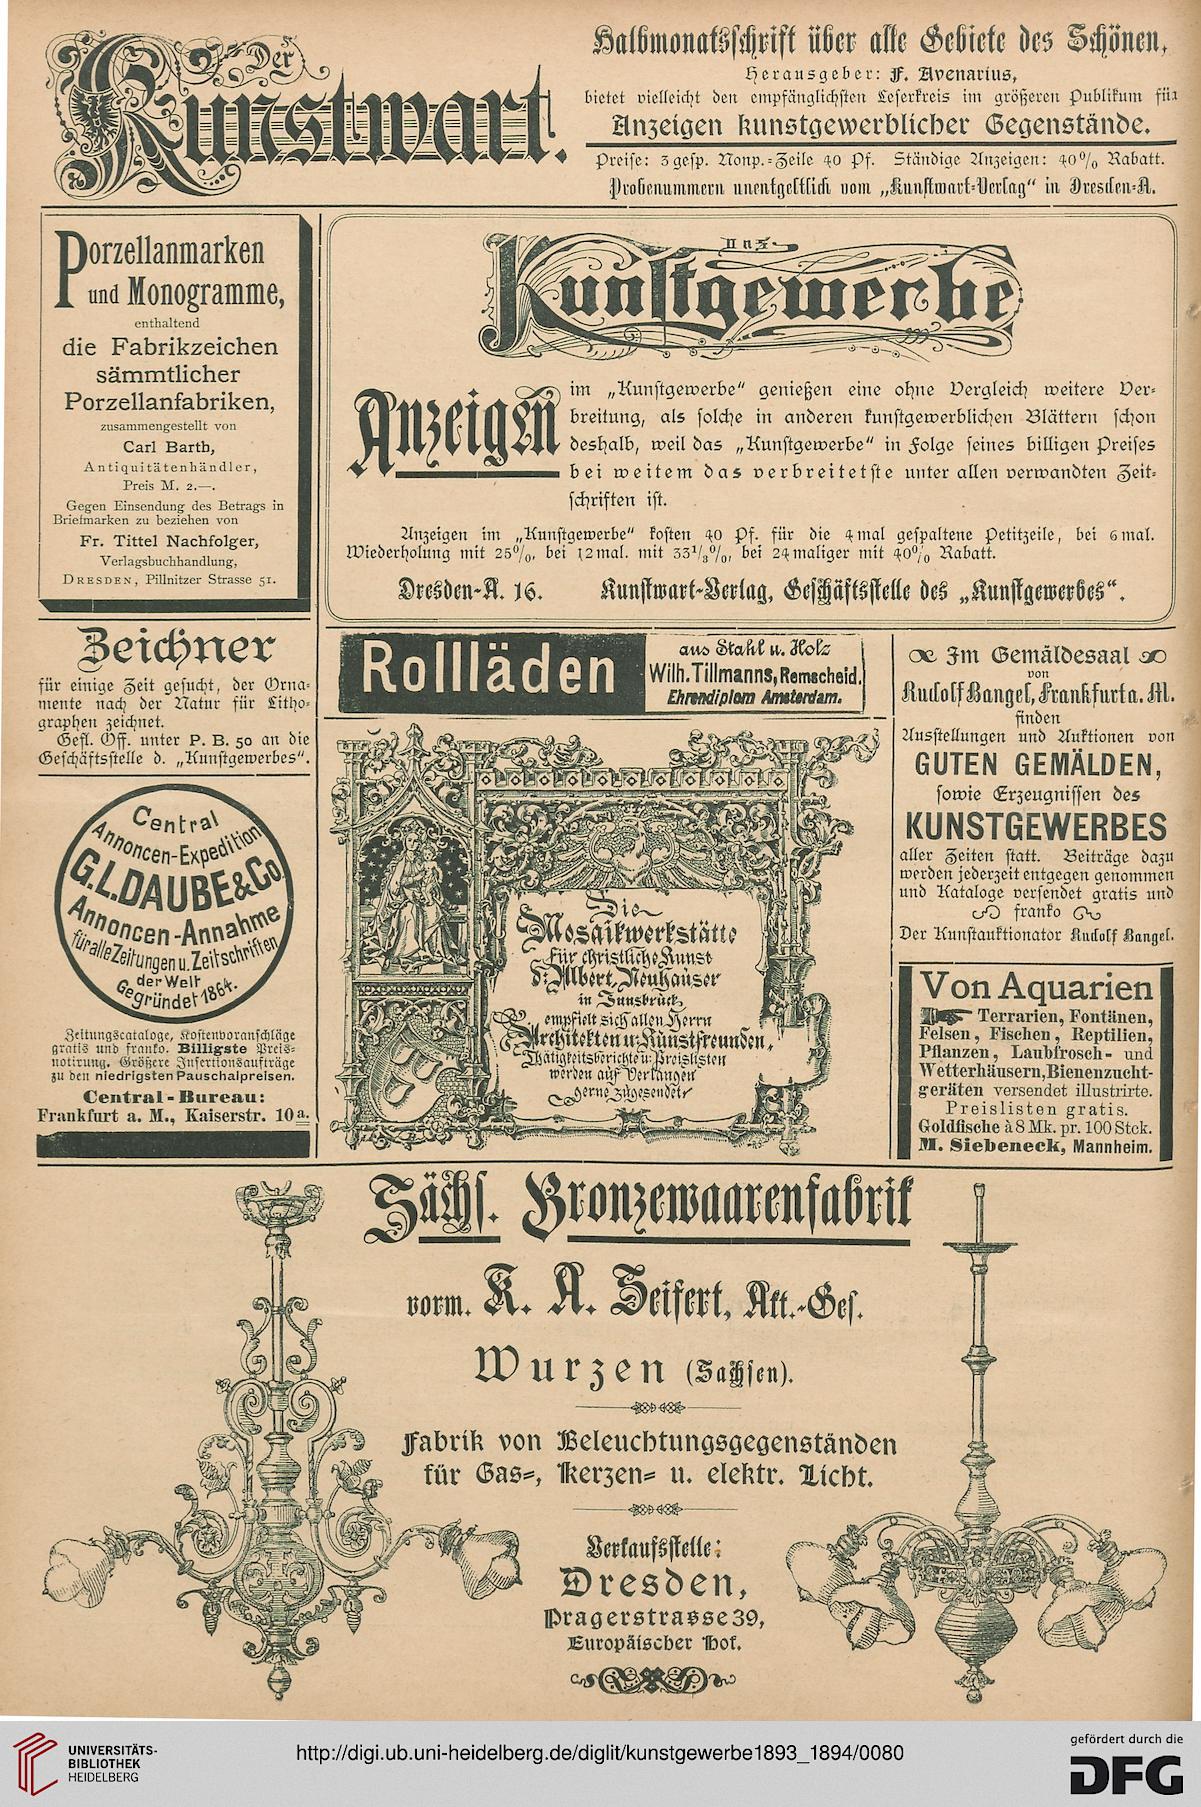 Der
Kunstwart.
Halbmonatsschrift über alle Gebiete des Schönen,
Herausgeber: F. Avenarius,
bietet vielleicht den empfänglichsten Leserkreis im größeren Publikum für
Anzeigen kunstgewerblicher Gegenstände.
Preise: 3 gesp. Nonp.-Zeile 40 Pf. Ständige Anzeigen: 40% Rabatt.
Probenummern unentgeltlich vom „Kunstwart-Verlag“ in Dresden-A.
Porzellanmarken
und Monogramme,
enthaltend
die Fabrikzeichen
sämmtlicher
Porzellanfabriken,
zusammengestellt von
Carl Barth,
Antiquitätenhändler,
Preis M. 2.—.
Gegen Einsendung des Betrags in
Briefmarken zu beziehen von
Fr. Tittel Nachfolger,
Verlagsbuchhandlung,
DRESDEN, Pillnitzer Strasse 51.
Das
Kunstgewerbe
Anzeigen
im „Kunstgewerbe“ genießen eine ohne Vergleich weitere Ver-
breitung, als solche in anderen kunstgewerblichen Blättern schon
deshalb, weil das „Kunstgewerbe“ in Folge seines billigen Preises
bei weitem das verbreitetste unter allen verwandten Zeit-
schriften ist.
Anzeigen im „Kunstgewerbe“ kosten 40 Pf. für die 4 mal gespaltene Petitzeile, bei 6 mal.
Wiederholung mit 25%, bei 12 mal. mit 33⅓%, bei 24 maliger mit 40% Rabatt.
Dresden-A. 16. Kunstwart-Verlag, Geschäftsstelle des „Kunstgewerbes“.
Zeichner
für einige Zeit gesucht, der Orna-
mente nach der Natur für Litho-
graphen zeichnet.
Gefl. Off. unter P. B. 50 an die
Geschäftsstelle d. „Kunstgewerbes“.
Central
Annoncen-Expedition
G.L.DAUBE & Co.
Annoncen-Annahme
für alle Zeitungen u. Zeitschriften
der Welt
Gegründet 1864.
Zeitungscataloge, Kostenvoranschläge
gratis und franko. Billigste Preis-
notirung. Größere Insertionsaufträge
zu den niedrigsten Pauschalpreisen.
Central-Bureau:
Frankfurt a. M., Kaiserstr. 10 a.
Rollläden
aus Stahl u. Holz
Wilh. Tillmanns, Remscheid.
Ehrendiplom Amsterdam.
Die
Mosaikwerkstätte
für christliche Kunst
d: Albert Neuhauser
in Innsbruck
empfielt sich allen Herrn
Architekten u: Kunstfreunden,
Thätigkeitsberichte u: Preislisten
werden auf Verlangen
gerne zugesendet
Im Gemäldesaal
von
Rudolf Bangel, Frankfurt a. M.
finden
Ausstellungen und Auktionen von
GUTEN GEMÄLDEN,
sowie Erzeugnissen des
KUNSTGEWERBES
aller Zeiten statt. Beiträge dazu
werden jederzeit entgegen genommen
und Kataloge versendet gratis und
franko
Der Kunstauktionator Rudolf Bangel.
Von Aquarien
Terrarien, Fontänen,
Felsen, Fischen, Reptilien,
Pflanzen, Laubfrosch- und
Wetterhäusern, Bienenzucht-
geräten versendet illustrirte.
Preislisten gratis.
Goldfische à 8 Mk. pr. 100 Stck.
M. Siebeneck, Mannheim.
Sächs. Bronzewaarenfabrik
vorm. K. A. Seifert, Akt.-Ges.
Wurzen (Sachsen).
Fabrik von Beleuchtungsgegenständen
für Gas-, Kerzen- u. elektr. Licht.
Verkaufsstelle:
Dresden,
Pragerstrasse 39,
Europäischer Hof.
UNIVERSITÄTS-
BIBLIOTHEK
HEIDELBERG
http://digi.ub.uni-heidelberg.de/diglit/kunstgewerbe1893_1894/0080
gefördert durch die
DFG